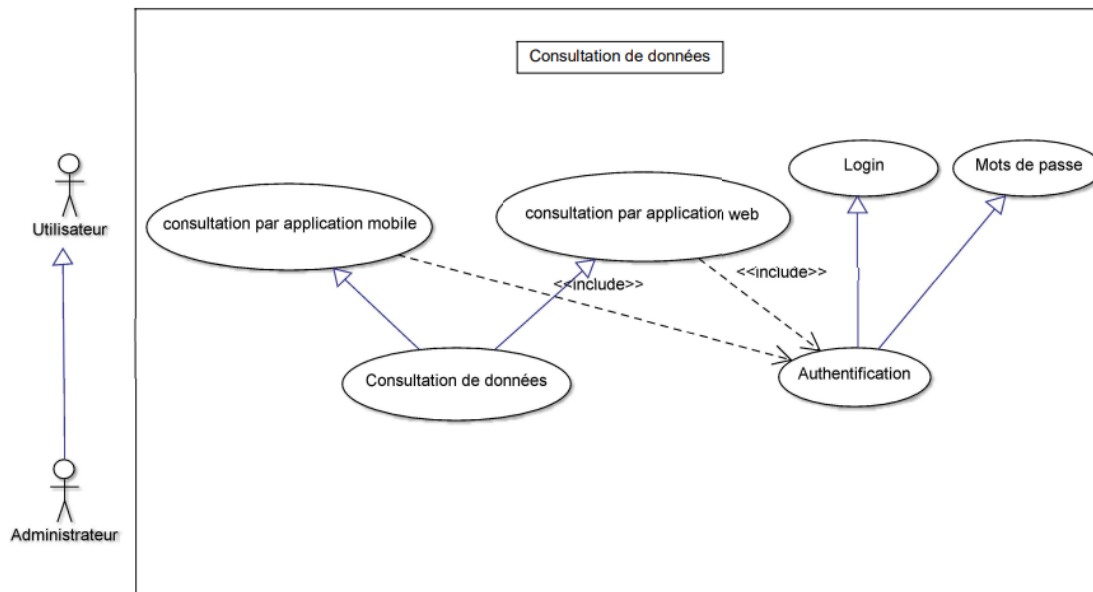 Consultation de données
Login
Mots de passe
consultation par application mobile
consultation par application web
Utilisateur
<<include>>
<<include>>
Consultation de données
Authentification
Administrateur